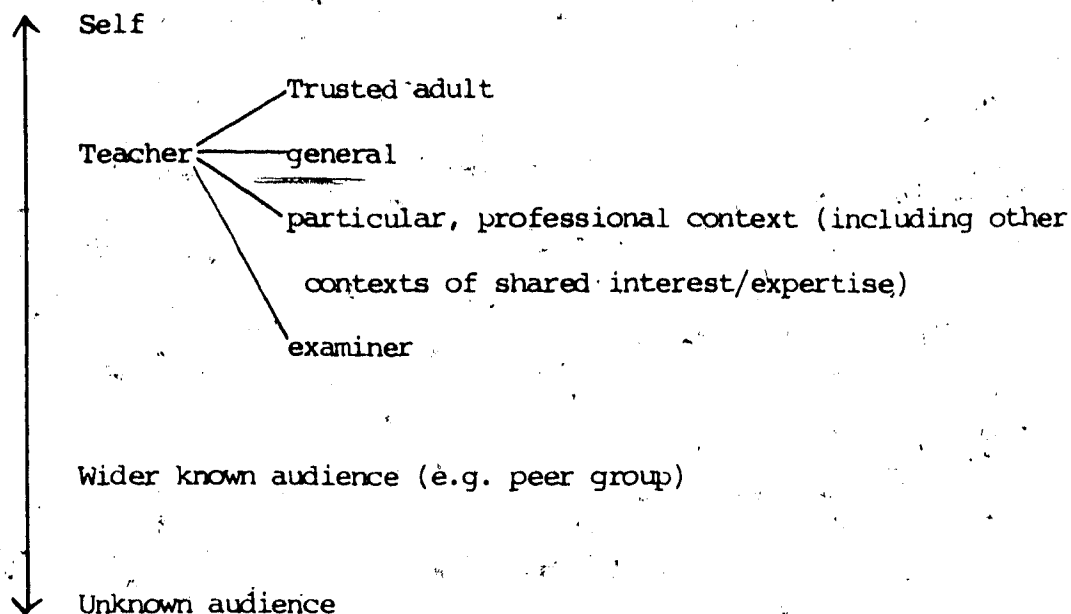 Self
Trusted adult
Teacher general
particular, professional context (including other
contexts of shared interest/expertise)
examiner
Wider known audience (e.g. peer group)
Unknown audience